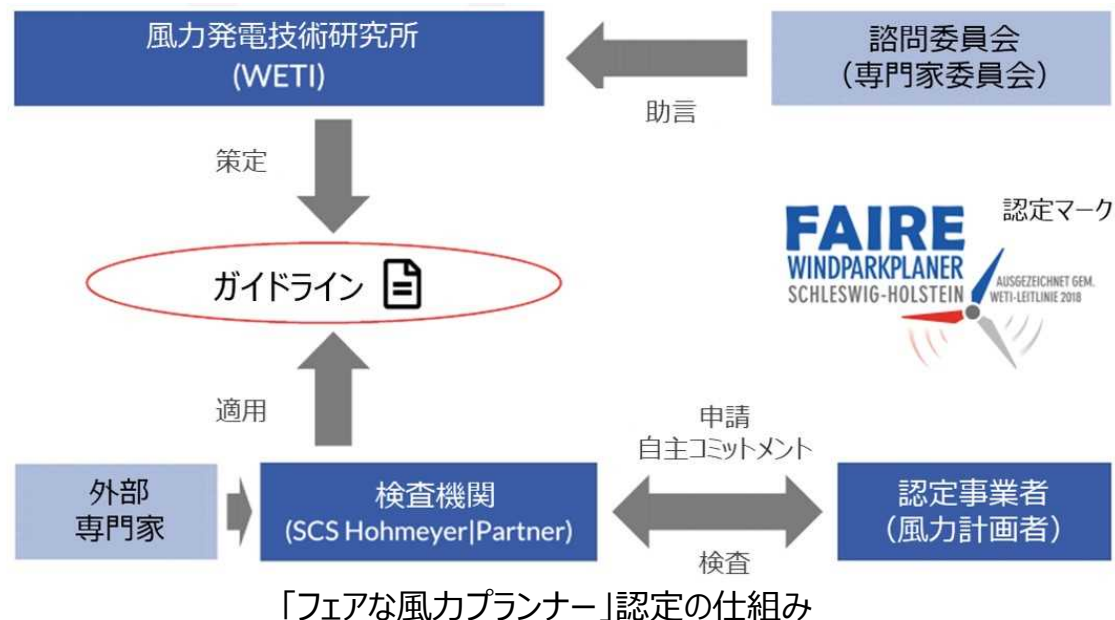 風力発電技術研究所
(WETI)
諮問委員会
（専門家委員会）
助言
策定
認定マーク
FAIRE
WINDPARKPLANER
SCHLESWIG-HOLSTEIN
AUSGEZEICHNET GEM.
WETI-LEITLINIE 2018
ガイドライン
適用
申請
自主コミットメント
外部
専門家
検査機関
(SCS Hohmeyer|Partner)
認定事業者
（風力計画者）
検査
「フェアな風力プランナー」認定の仕組み